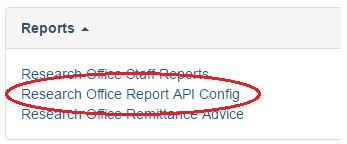 Reports
Research Office Staff Reports
Research Office Report API Config
Research Office Remittance Advice